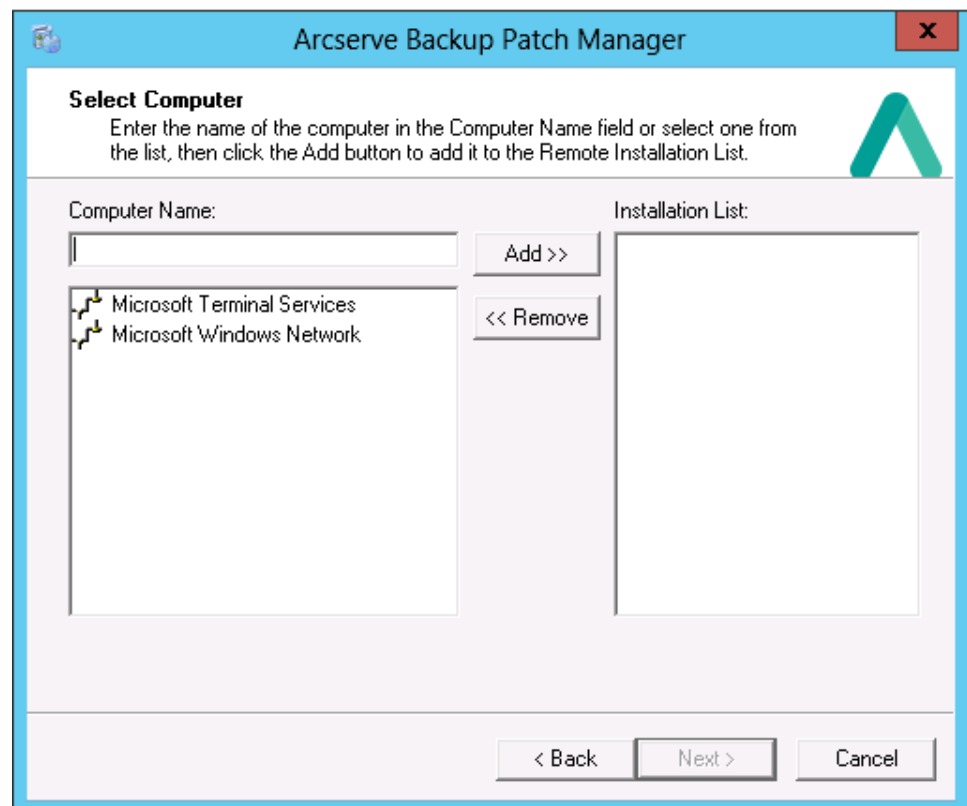 Arcserve Backup Patch Manager
x
Select Computer
Enter the name of the computer in the Computer Name field or select one from
the list, then click the Add button to add it to the Remote Installation List.
Computer Name:
Installation List:
Add >>
Microsoft Terminal Services
<< Remove
Microsoft Windows Network
< Back
Next >
Cancel